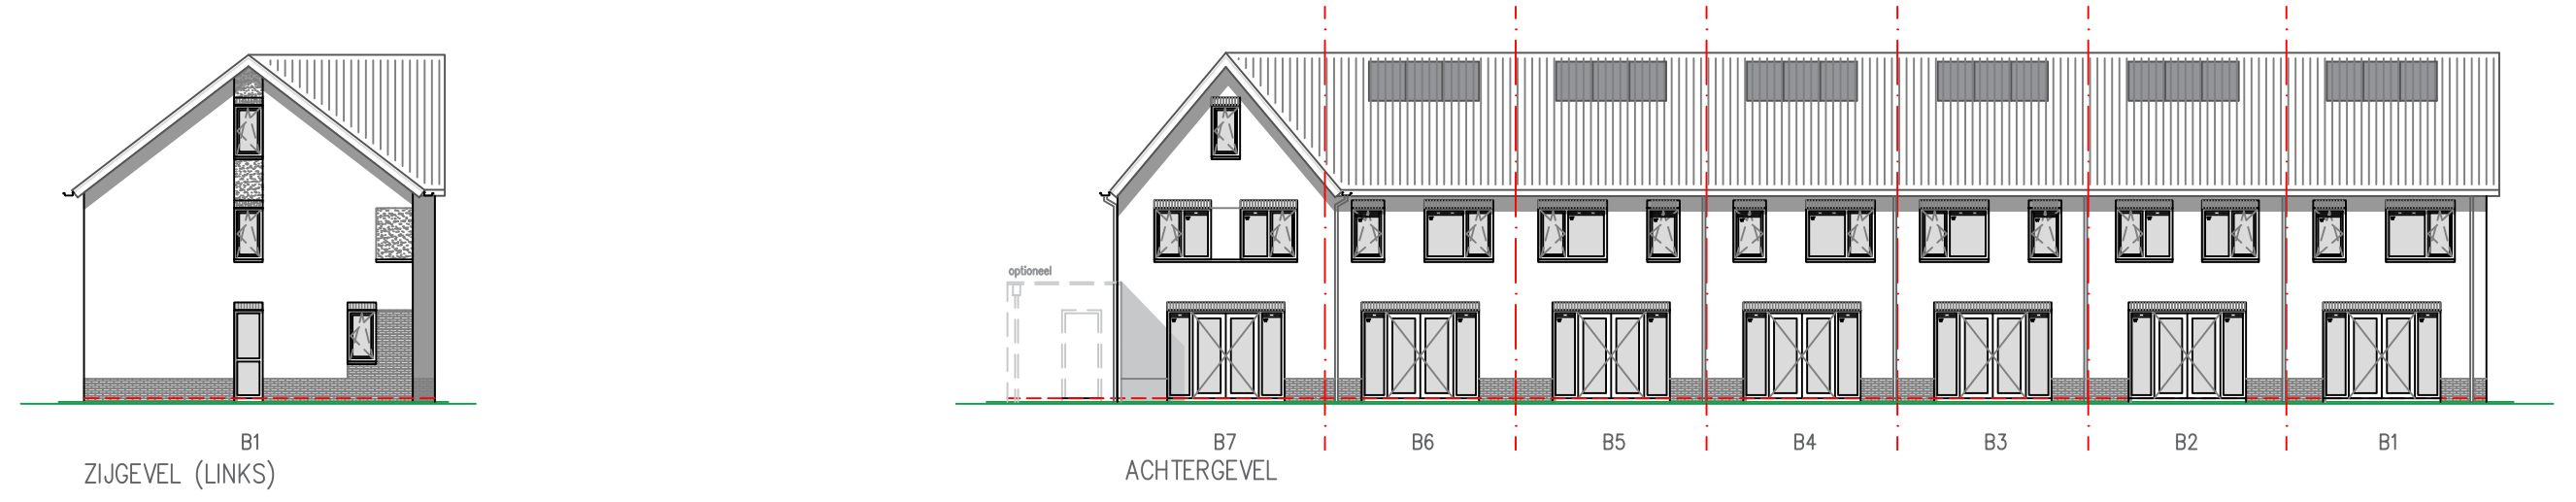 B1
ZIJGEVEL (LINKS)
optioneel
B7 B6 B5 B4 B3 B2 B1
ACHTERGEVEL